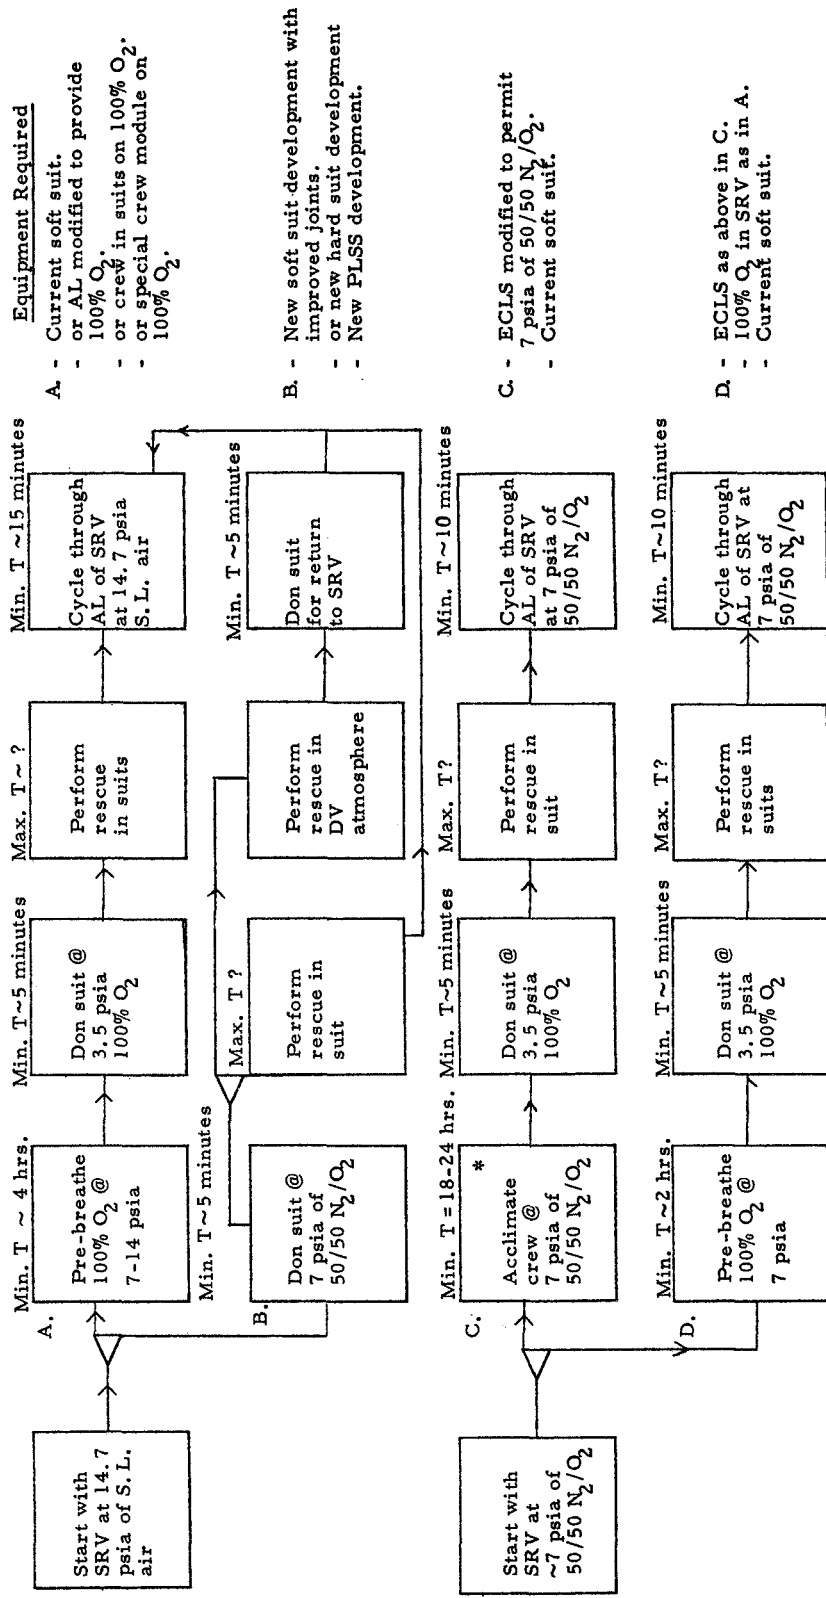 Equipment Required
A. - Current soft suit.
- or AL modified to provide
100% O2.
- or crew in suits on 100% O2.
- or special crew module on
100% O2.
B. - New soft suit development with
improved joints.
- or new hard suit development
- New PLSS development.
C. - ECLS modified to permit
7 psia of 50/50 N2/O2.
- Current soft suit.
D. - ECLS as above in C.
- 100% O2 in SRV as in A.
- Current soft suit.
Start with
SRV at 14.7
psia of S. L.
air
A.
Min. T ~ 4 hrs.
Pre-breathe
100% O2 @
7-14 psia
Min. T~5 minutes
Don suit @
3.5 psia
100% O2
Max. T ~ ?
Perform
rescue
in suits
Min. T ~15 minutes
Cycle through
AL of SRV
at 14.7 psia
S. L. air
B.
Min. T~5 minutes
Don suit @
7 psia of
50/50 N2/O2
Max. T ?
Perform
rescue in
suit
Perform
rescue in
DV
atmosphere
Min. T~5 minutes
Don suit
for return
to SRV
Start with
SRV at
~7 psia of
50/50 N2/O2
C.
Min. T =18-24 hrs.
*
Acclimate
crew @
7 psia of
50/50 N2/O2
Min. T~5 minutes
Don suit @
3.5 psia
100% O2
Max. T?
Perform
rescue in
suit
Min. T~10 minutes
Cycle through
AL of SRV
at 7 psia of
50/50 N2/O2
D.
Min. T~2 hrs.
Pre-breathe
100% O2 @
7 psia
Min. T~5 minutes
Don suit @
3.5 psia
100% O2
Max. T?
Perform
rescue in
suits
Min. T~10 minutes
Cycle through
AL of SRV at
7 psia of
50/50 N2/O2